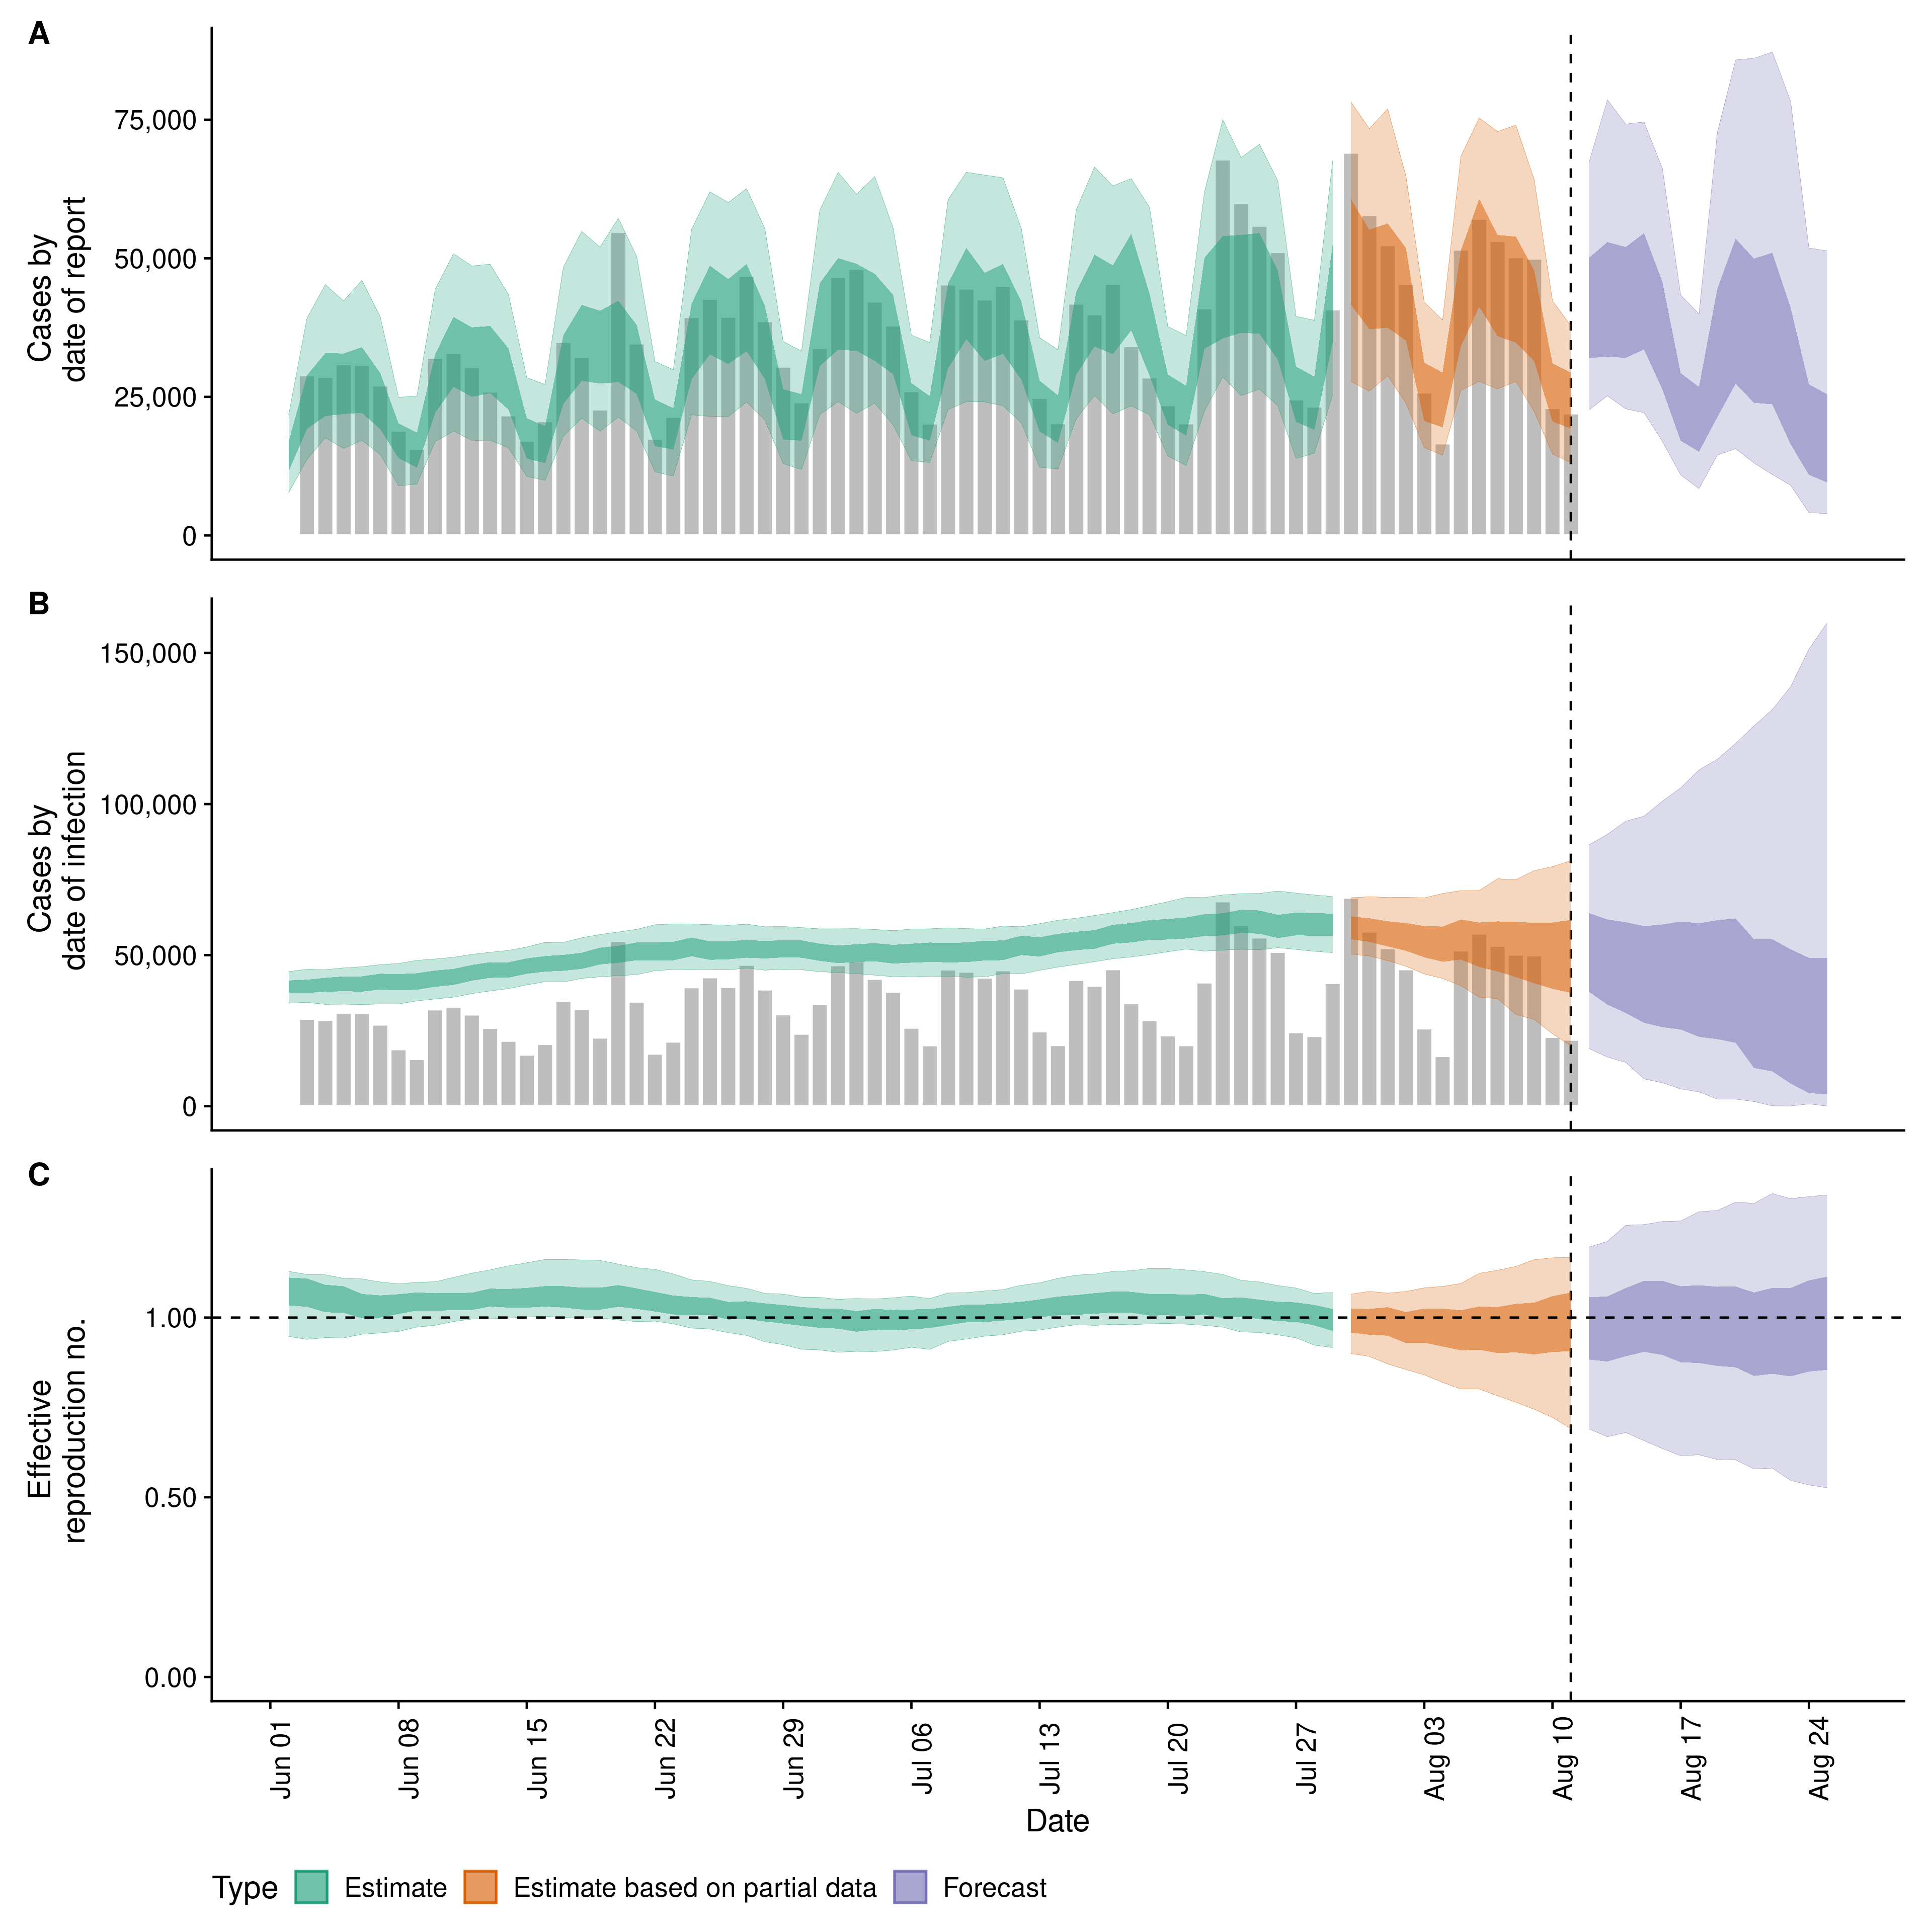 A
Cases by
date of report
75,000
50,000
25,000
0
B
Cases by
date of infection
150,000
100,000
50,000
0
C
Effective
reproduction no.
1.00
0.50
0.00
Jun 01
Jun 08
Jun 15
Jun 22
Jun 29
Jul 06
Jul 13
Jul 20
Jul 27
Aug 03
Aug 10
Aug 17
Aug 24
Date
Type Estimate Estimate based on partial data Forecast